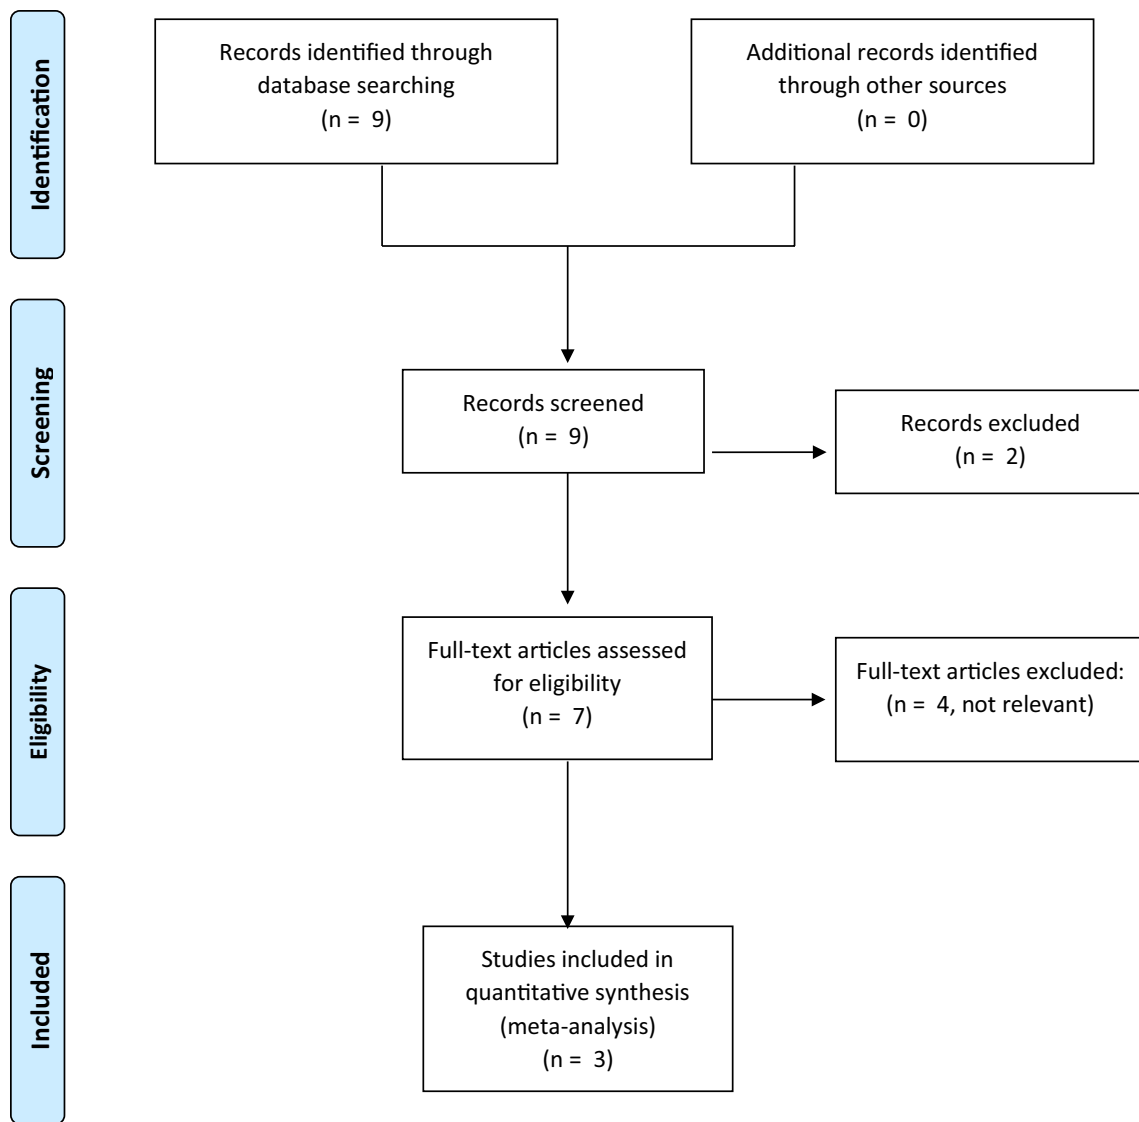 Identification
Records identified through
database searching
(n =  9)
Additional records identified
through other sources
(n =  0)
Screening
Records screened
(n =  9)
Records excluded
(n =  2)
Eligibility
Full-text articles assessed
for eligibility
(n =  7)
Full-text articles excluded:
(n =  4, not relevant)
Included
Studies included in
quantitative synthesis
(meta-analysis)
(n =  3)